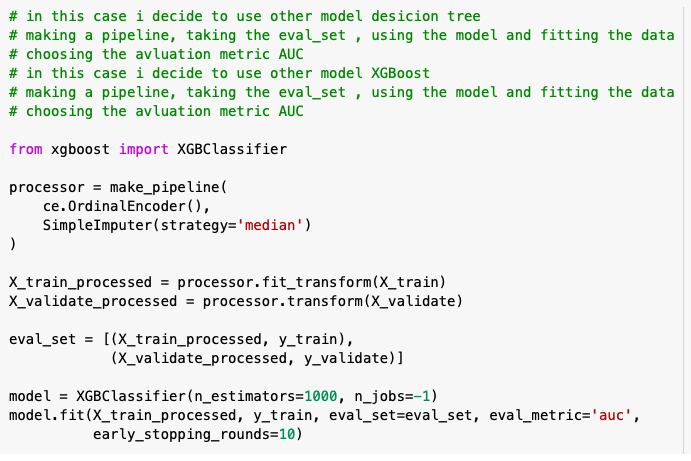 # in this case i decide to use other model desicion tree
# making a pipeline, taking the eval_set , using the model and fitting the data
# choosing the avluation metric AUC
# in this case i decide to use other model XGBoost
# making a pipeline, taking the eval_set , using the model and fitting the data
# choosing the avluation metric AUC
from xgboost import XGBClassifier
processor = make_pipeline(
    ce.OrdinalEncoder(),
    SimpleImputer(strategy='median')
)
X_train_processed = processor.fit_transform(X_train)
X_validate_processed = processor.transform(X_validate)
eval_set = [(X_train_processed, y_train),
            (X_validate_processed, y_validate)]
model = XGBClassifier(n_estimators=1000, n_jobs=-1)
model.fit(X_train_processed, y_train, eval_set=eval_set, eval_metric='auc',
          early_stopping_rounds=10)